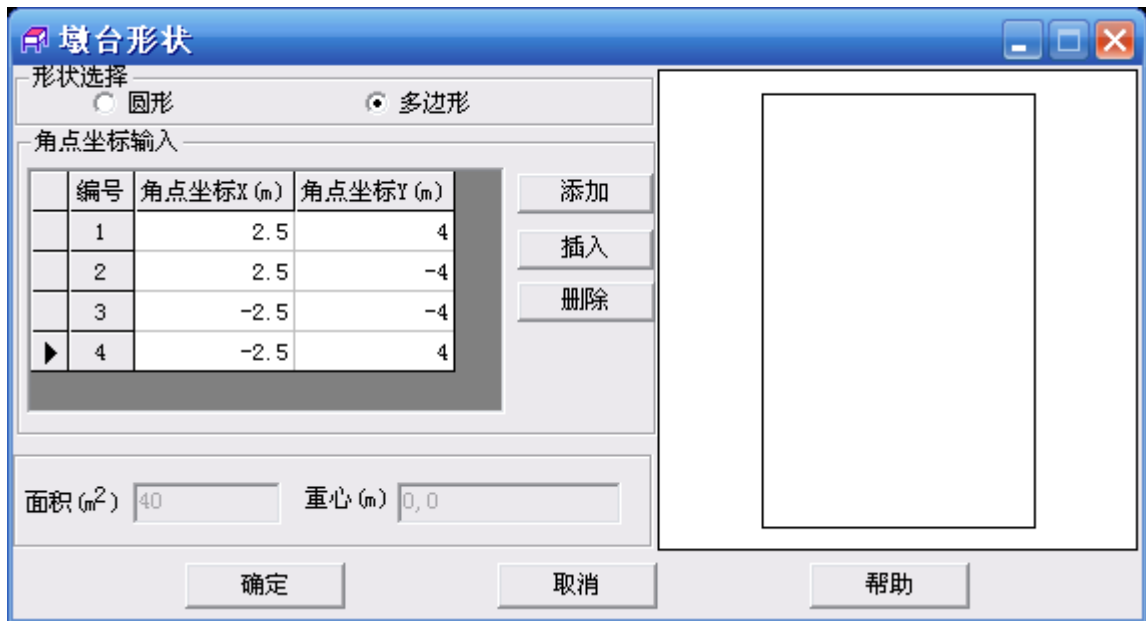 墩台形状
形状选择
圆形 多边形
角点坐标输入
编号 角点坐标X(m) 角点坐标Y(m)
1 2.5 4
2 2.5 -4
3 -2.5 -4
4 -2.5 4
添加
插入
删除
面积(m²) 40 重心(m) 0,0
确定 取消 帮助